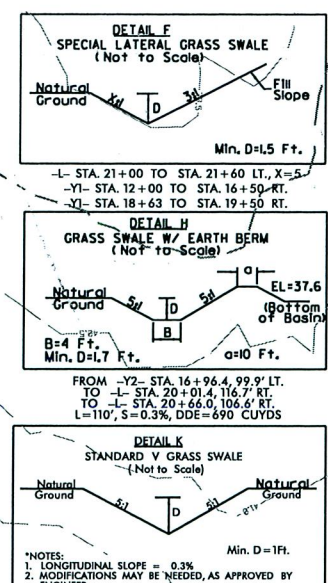 DETAIL F
SPECIAL LATERAL GRASS SWALE
( Not to Scale)
Natural
Ground
X:1
D
3:1
Fill
Slope
Min. D=1.5 Ft.
-L- STA. 21+00 TO STA. 21+60 LT., X=5
-Y1- STA. 12+00 TO STA. 16+50 RT.
-Y1- STA. 18+63 TO STA. 19+50 RT.
DETAIL H
GRASS SWALE W/ EARTH BERM
( Not to Scale)
a
Natural
Ground
5:1
D
5:1
EL=37.6
(Bottom
of Basin)
B
B=4 Ft.
Min. D=1.7 Ft.
a=10 Ft.
42.5
FROM -Y2- STA. 16+96.4, 99.9' LT.
TO -L- STA. 20+01.4, 116.7' RT.
TO -L- STA. 20+66.0, 106.6' RT.
L=110', S=0.3%, DDE=690 CUYDS
DETAIL K
STANDARD V GRASS SWALE
( Not to Scale)
Natural
Ground
5:1
D
5:1
Natural
Ground
41.8
Min. D=1Ft.
*NOTES:
1. LONGITUDINAL SLOPE = 0.3%
2. MODIFICATIONS MAY BE NEEDED, AS APPROVED BY
ENGINEER